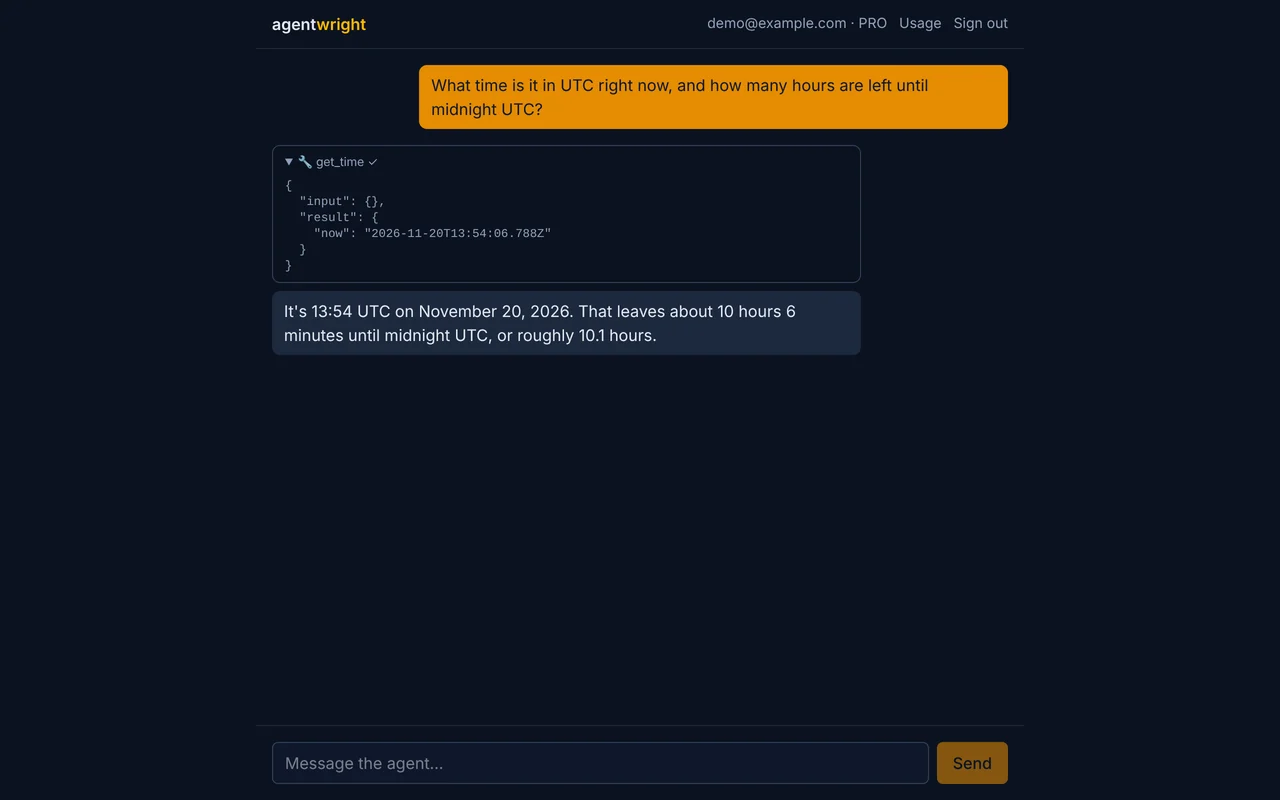 agentwright
demo@example.com · PRO Usage Sign out
What time is it in UTC right now, and how many hours are left until
midnight UTC?
▼ 🔧 get_time ✓
{
  "input": {},
  "result": {
    "now": "2026-11-20T13:54:06.788Z"
  }
}
It's 13:54 UTC on November 20, 2026. That leaves about 10 hours 6
minutes until midnight UTC, or roughly 10.1 hours.
Message the agent...
Send